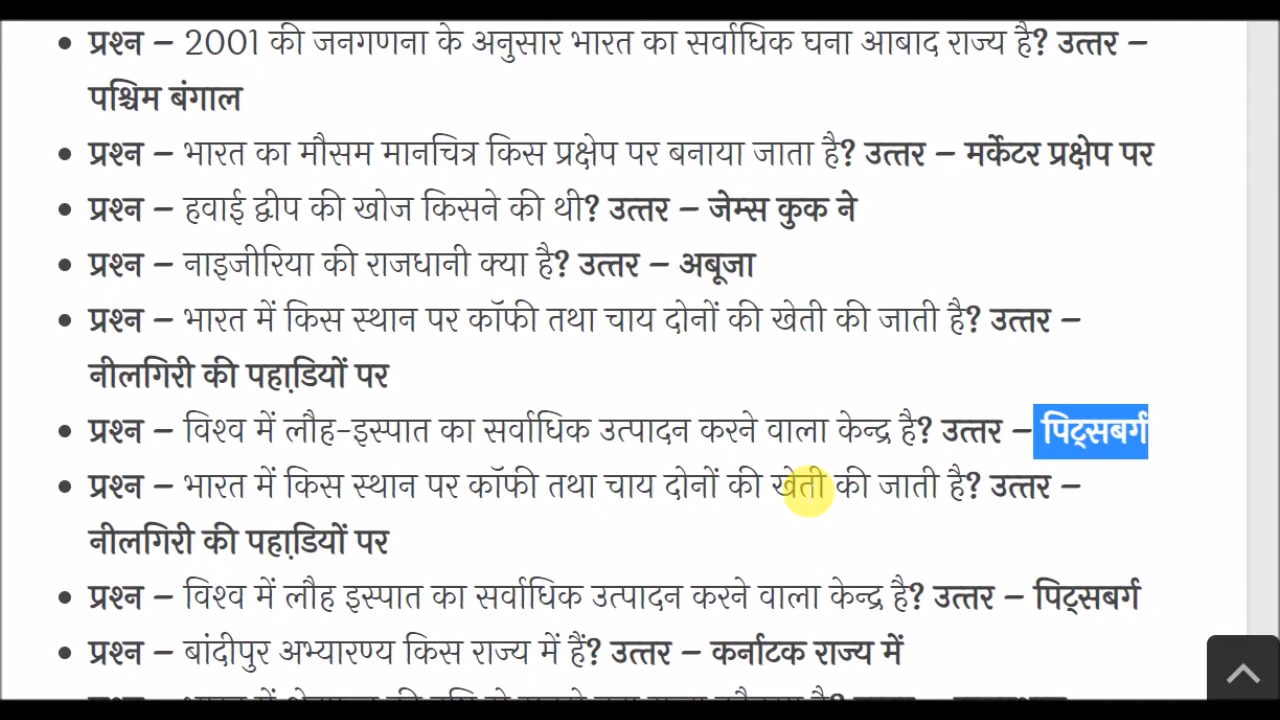 • प्रश्न – 2001 की जनगणना के अनुसार भारत का सर्वाधिक घना आबाद राज्य है? उत्तर –
पश्चिम बंगाल
• प्रश्न – भारत का मौसम मानचित्र किस प्रक्षेप पर बनाया जाता है? उत्तर – मर्केटर प्रक्षेप पर
• प्रश्न – हवाई द्वीप की खोज किसने की थी? उत्तर – जेम्स कुक ने
• प्रश्न – नाइजीरिया की राजधानी क्या है? उत्तर – अबूजा
• प्रश्न – भारत में किस स्थान पर कॉफी तथा चाय दोनों की खेती की जाती है? उत्तर –
नीलगिरी की पहाडि़यों पर
• प्रश्न – विश्व में लौह-इस्पात का सर्वाधिक उत्पादन करने वाला केन्द्र है? उत्तर – पिट्सबर्ग
• प्रश्न – भारत में किस स्थान पर कॉफी तथा चाय दोनों की खेती की जाती है? उत्तर –
नीलगिरी की पहाडि़यों पर
• प्रश्न – विश्व में लौह इस्पात का सर्वाधिक उत्पादन करने वाला केन्द्र है? उत्तर – पिट्सबर्ग
• प्रश्न – बांदीपुर अभ्यारण्य किस राज्य में हैं? उत्तर – कर्नाटक राज्य में